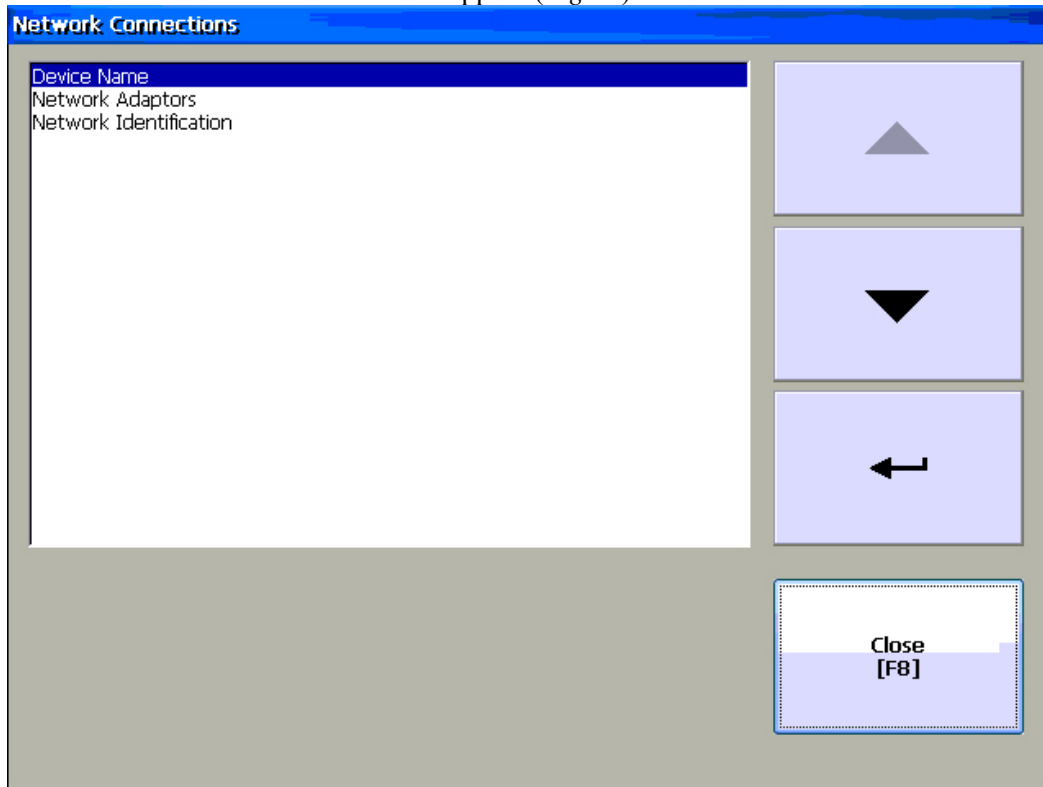 Network Connections
Device Name
Network Adaptors
Network Identification
Close
[F8]